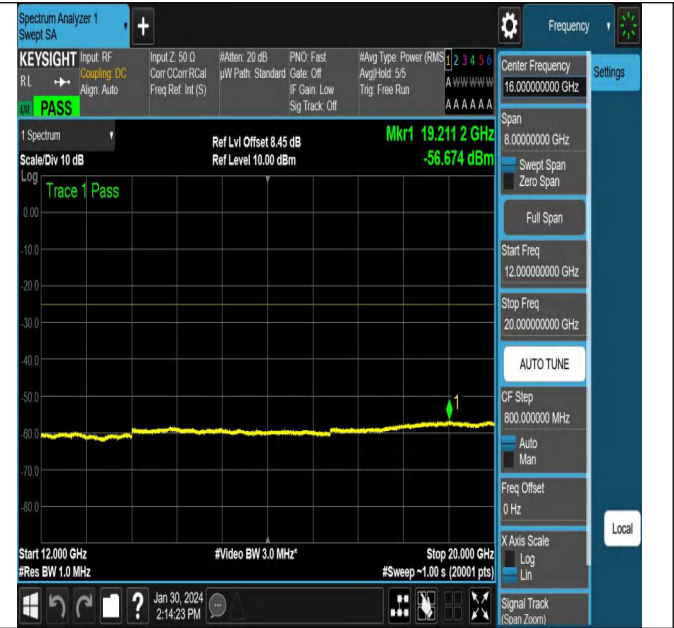 Spectrum Analyzer 1
Swept SA
+
Frequency
KEYSIGHT
Input: RF
Coupling: DC
Align: Auto
Input Z: 50 Ω
Corr CCorr RCal
Freq Ref: Int (S)
#Atten: 20 dB
µW Path: Standard
PNO: Fast
Gate: Off
IF Gain: Low
Sig Track: Off
#Avg Type: Power (RMS
Avg|Hold: 5/5
Trig: Free Run
1 2 3 4 5 6
A W W W W W
A A A A A A
RL
LXI
PASS
1 Spectrum
Scale/Div 10 dB
Ref Lvl Offset 8.45 dB
Ref Level 10.00 dBm
Mkr1 19.211 2 GHz
-56.674 dBm
Log
Trace 1 Pass
0.00
-10.0
-20.0
-30.0
-40.0
-50.0
-60.0
-70.0
-80.0
1
Start 12.000 GHz
#Res BW 1.0 MHz
#Video BW 3.0 MHz*
Stop 20.000 GHz
#Sweep ~1.00 s (20001 pts)
Center Frequency
16.000000000 GHz
Settings
Span
8.00000000 GHz
Swept Span
Zero Span
Full Span
Start Freq
12.000000000 GHz
Stop Freq
20.000000000 GHz
AUTO TUNE
CF Step
800.000000 MHz
Auto
Man
Freq Offset
0 Hz
X Axis Scale
Log
Lin
Local
Signal Track
(Span Zoom)
?
Jan 30, 2024
2:14:23 PM